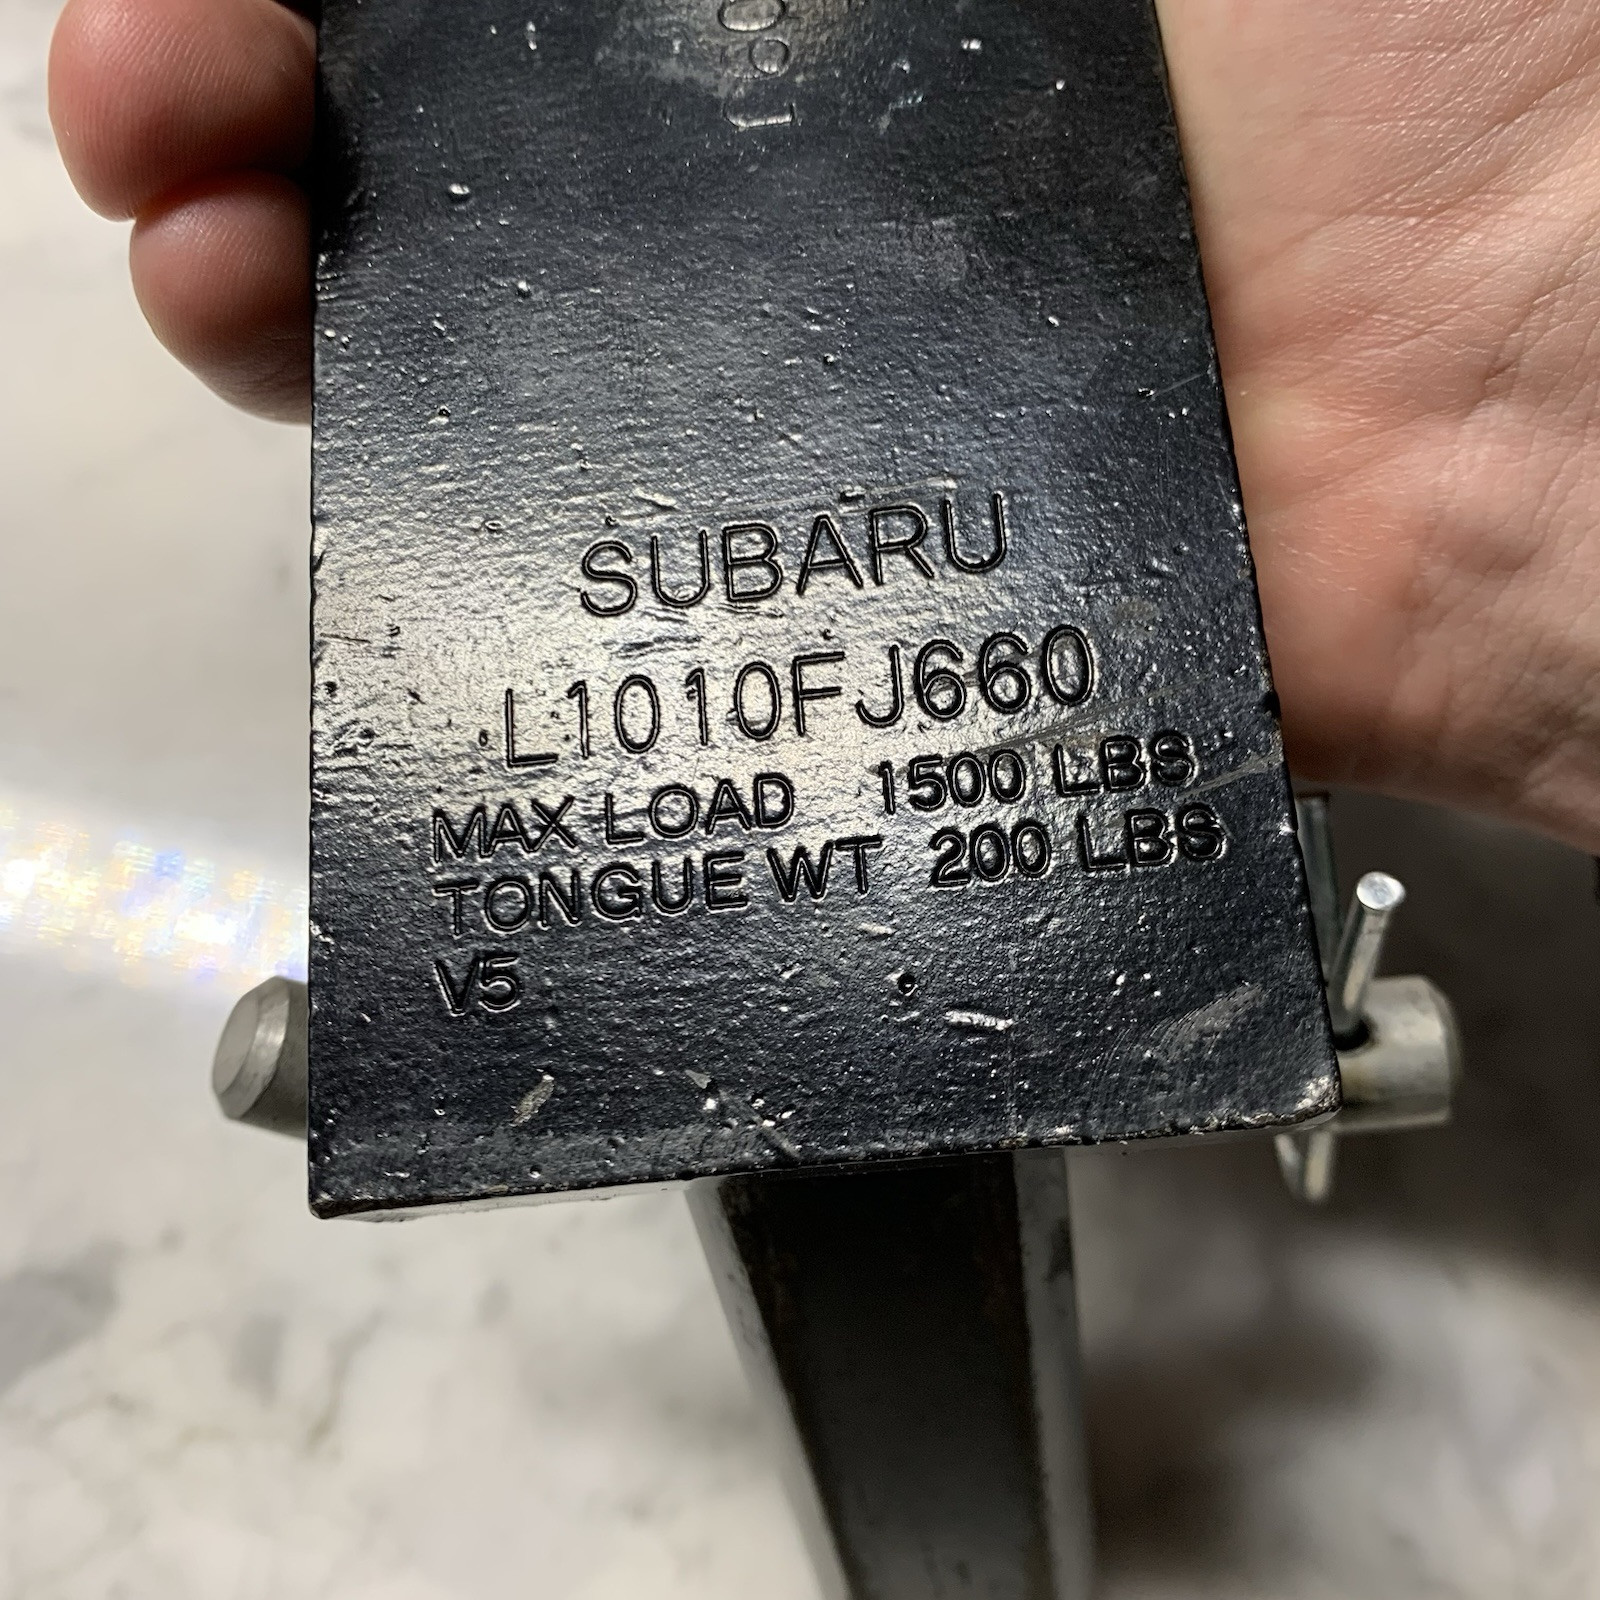 SUBARU
L1010FJ660
MAX LOAD 1500 LBS
TONGUE WT 200 LBS
V5